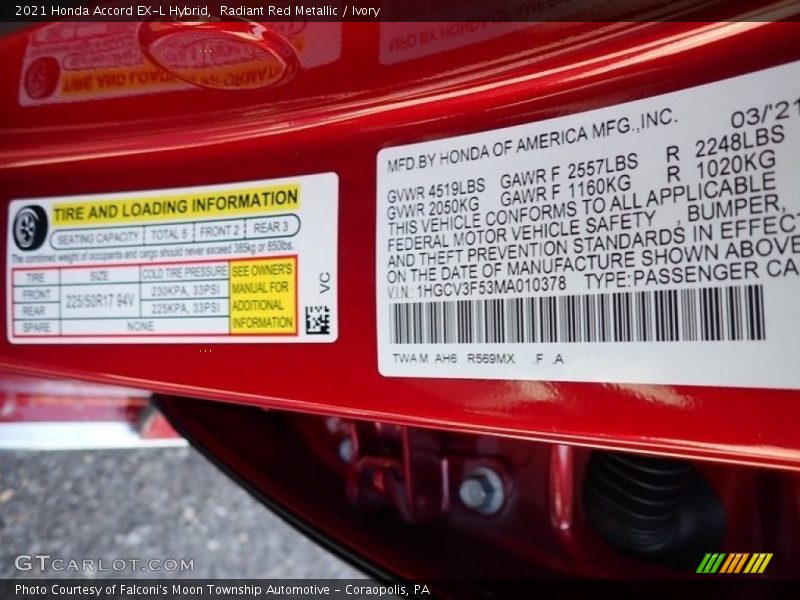 2021 Honda Accord EX-L Hybrid,  Radiant Red Metallic / Ivory
TIRE AND LOADING INFORMATION
SEATING CAPACITY TOTAL 5 FRONT 2 REAR 3
The combined weight of occupants and cargo should never exceed 385kg or 850lbs.
TIRE SIZE COLD TIRE PRESSURE SEE OWNER'S
FRONT 225/50R17 94V 230KPA, 33PSI MANUAL FOR
REAR 225KPA, 33PSI ADDITIONAL
SPARE NONE INFORMATION
VC
MFD.BY HONDA OF AMERICA MFG.,INC. 03/'21
GVWR 4519LBS GAWR F 2557LBS R 2248LBS
GVWR 2050KG GAWR F 1160KG R 1020KG
THIS VEHICLE CONFORMS TO ALL APPLICABLE
FEDERAL MOTOR VEHICLE SAFETY , BUMPER,
AND THEFT PREVENTION STANDARDS IN EFFECT
ON THE DATE OF MANUFACTURE SHOWN ABOVE
V.I.N.: 1HGCV3F53MA010378 TYPE:PASSENGER CA
TWA M AH6 R569MX .F .A
GTCARLOT.COM
Photo Courtesy of Falconi's Moon Township Automotive - Coraopolis, PA